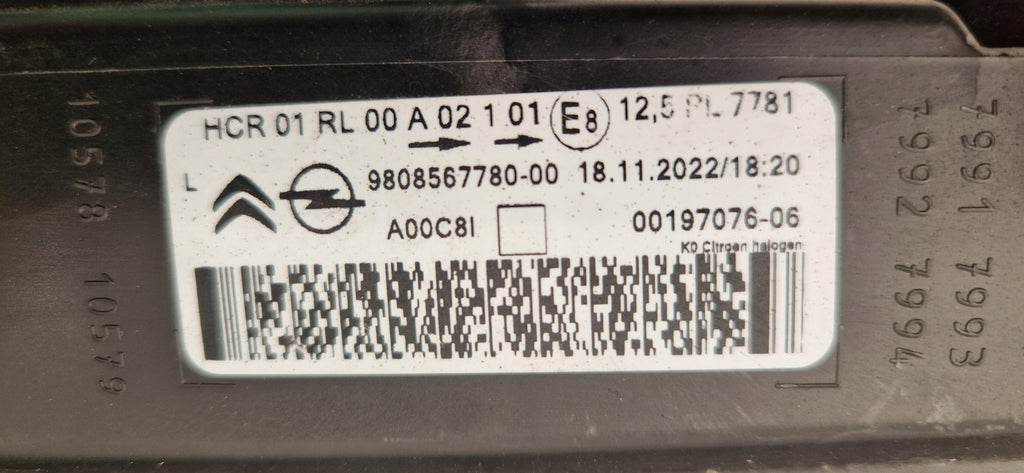 HCR 01 RL 00 A 02 1 01 E8 12,5 PL 7781
L
9808567780-00 18.11.2022/18:20
A00C8I 00197076-06
K0 Citroen halogen
10578 10579
7991 7993
7992 7994